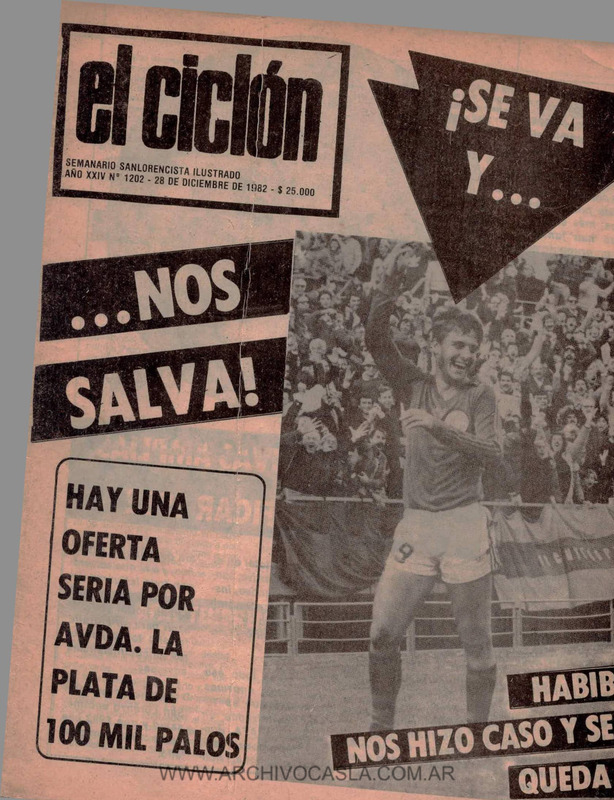 el ciclón
SEMANARIO SANLORENCISTA ILUSTRADO
AÑO XXIV Nº 1202 - 28 DE DICIEMBRE DE 1982 - $ 25.000
¡SE VA
Y...
...NOS
SALVA!
HAY UNA
OFERTA
SERIA POR
AVDA. LA
PLATA DE
100 MIL PALOS
9
HABIB
NOS HIZO CASO Y SE
QUEDA
WWW.ARCHIVOCASLA.COM.AR